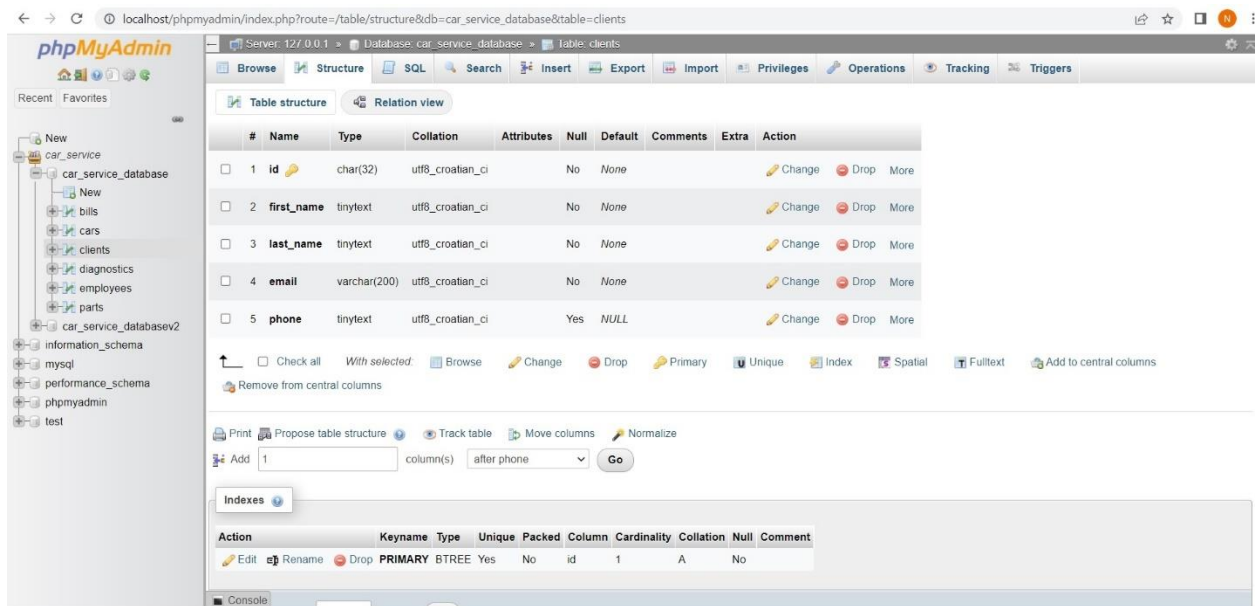 localhost/phpmyadmin/index.php?route=/table/structure&db=car_service_database&table=clients
N
phpMyAdmin
Recent Favorites
New
car_service
car_service_database
New
bills
cars
clients
diagnostics
employees
parts
car_service_databasev2
information_schema
mysql
performance_schema
phpmyadmin
test
Server: 127.0.0.1 » Database: car_service_database » Table: clients
Browse Structure SQL Search Insert Export Import Privileges Operations Tracking Triggers
Table structure Relation view
# Name Type Collation Attributes Null Default Comments Extra Action
1 id char(32) utf8_croatian_ci No None Change Drop More
2 first_name tinytext utf8_croatian_ci No None Change Drop More
3 last_name tinytext utf8_croatian_ci No None Change Drop More
4 email varchar(200) utf8_croatian_ci No None Change Drop More
5 phone tinytext utf8_croatian_ci Yes NULL Change Drop More
Check all With selected: Browse Change Drop Primary Unique Index Spatial Fulltext Add to central columns
Remove from central columns
Print Propose table structure Track table Move columns Normalize
Add 1 column(s) after phone Go
Indexes
Action Keyname Type Unique Packed Column Cardinality Collation Null Comment
Edit Rename Drop PRIMARY BTREE Yes No id 1 A No
Console